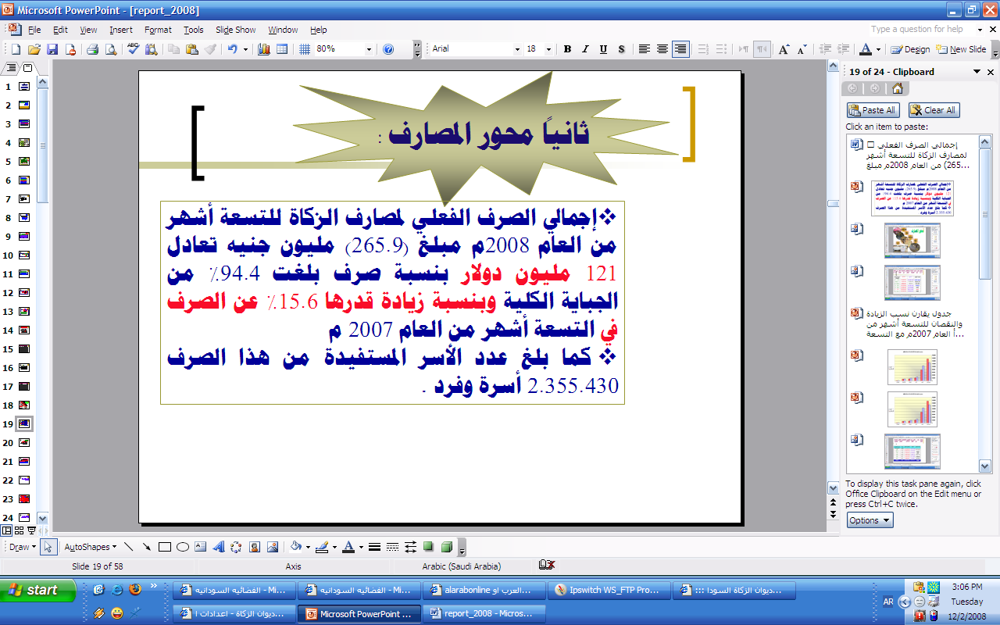 Microsoft PowerPoint - [report_2008]
File Edit View Insert Format Tools Slide Show Window Help
Type a question for help
80%
Arial
18
Design
New Slide
1
2
3
4
5
6
7
8
9
10
11
12
13
14
15
16
17
18
19
20
21
22
23
24
ثانياً محور المصارف :
❖إجمالي الصرف الفعلي لمصارف الزكاة للتسعة أشهر
من العام 2008م مبلغ (265.9) مليون جنيه تعادل
121 مليون دولار بنسبة صرف بلغت 94.4٪ من
الجباية الكلية وبنسبة زيادة قدرها 15.6٪ عن الصرف
في التسعة أشهر من العام 2007 م
❖ كما بلغ عدد الأسر المستفيدة من هذا الصرف
2.355.430 أسرة وفرد .
19 of 24 - Clipboard
Paste All
Clear All
Click an item to paste:
إجمالي الصرف الفعلي
لمصارف الزكاة للتسعة أشهر
من العام 2008م مبلغ (265...
جدول يقارن نسب الزيادة
والنقصان للتسعة أشهر من
العام 2007م مع التسعة أ...
To display this task pane again, click
Office Clipboard on the Edit menu or
press Ctrl+C twice.
Options
Draw
AutoShapes
Slide 19 of 58
Axis
Arabic (Saudi Arabia)
start
الفضائيه السودانيه - Mi...
الفضائيه السودانيه - Mi...
alarabonline العرب او...
Ipswitch WS_FTP Pro...
ديوان الزكاة السودا :::...
AR
3:06 PM
Tuesday
12/2/2008
ديوان الزكاة - اعدادات ا...
Microsoft PowerPoint ...
report_2008 - Micros...